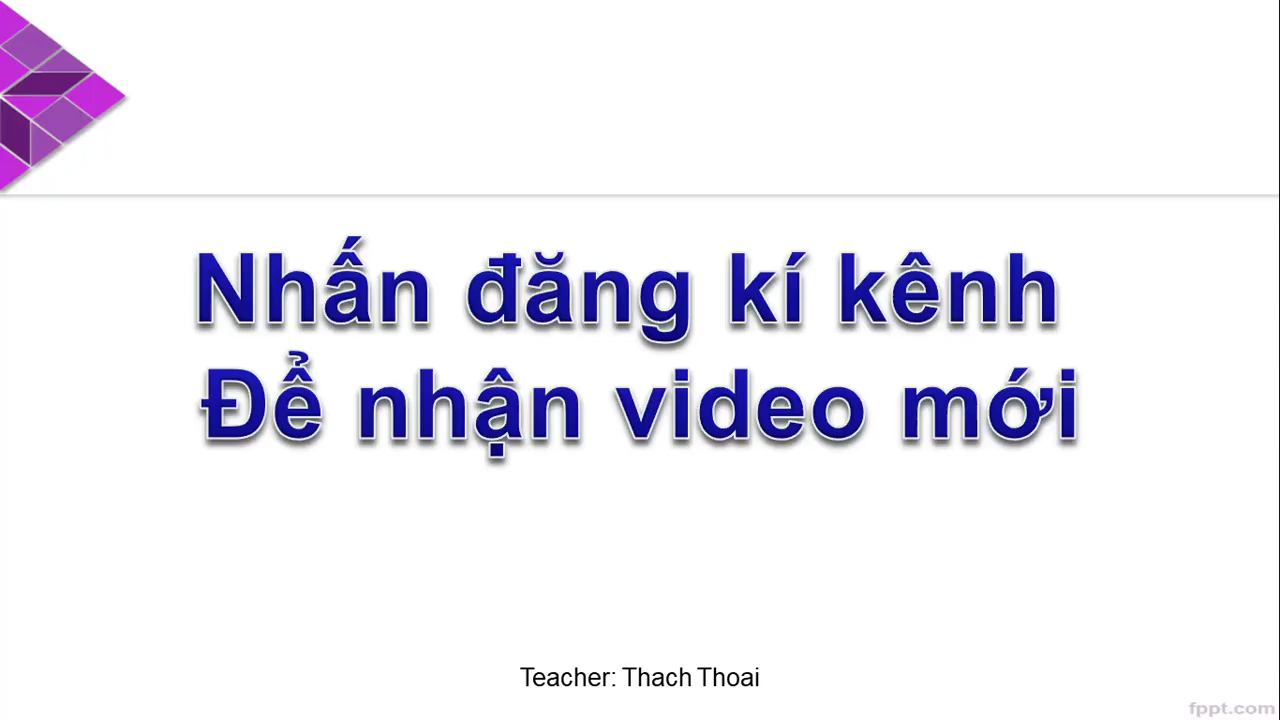 Nhấn đăng kí kênh
Để nhận video mới
Teacher: Thach Thoai
fppt.com